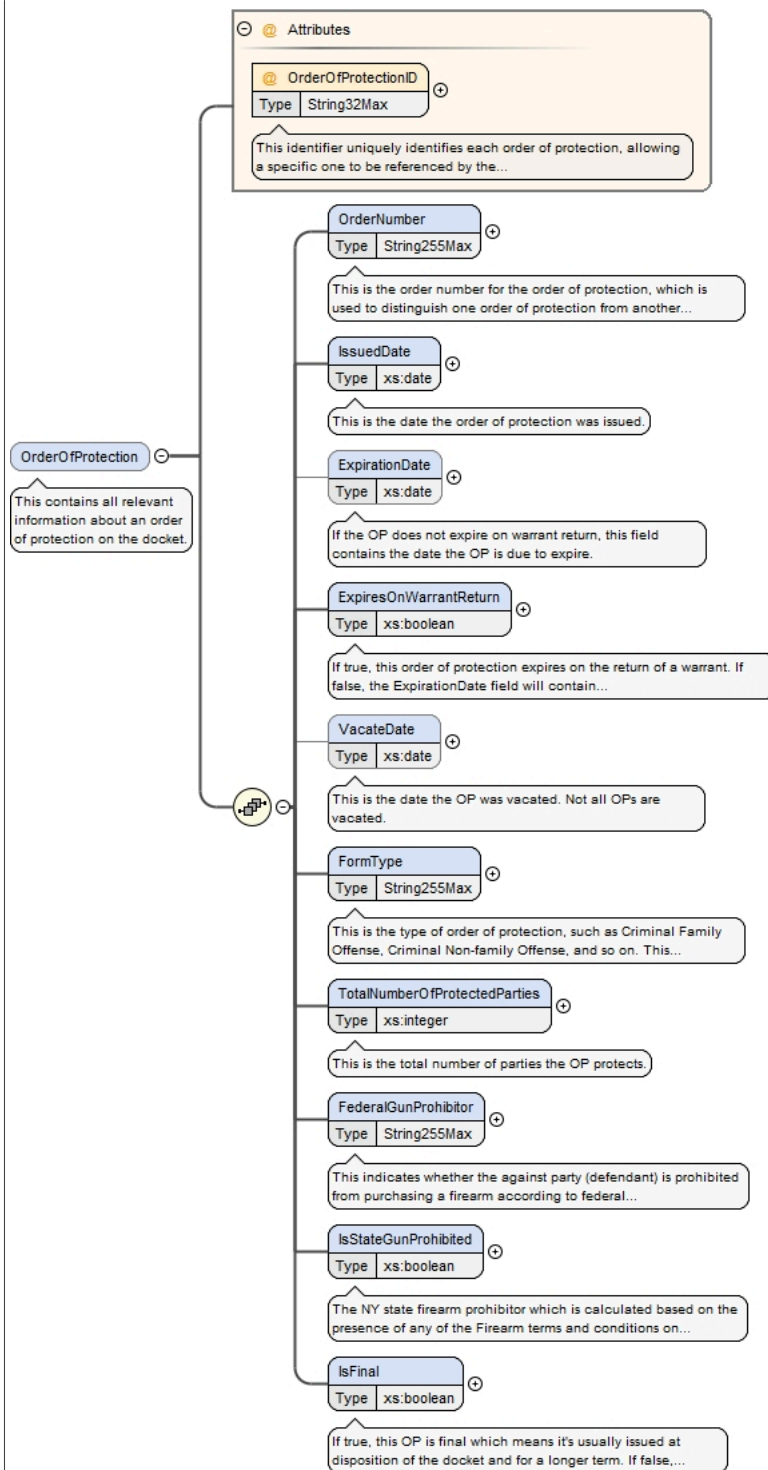 @ Attributes
@ OrderOfProtectionID
Type String32Max
This identifier uniquely identifies each order of protection, allowing
a specific one to be referenced by the...
OrderNumber
Type String255Max
This is the order number for the order of protection, which is
used to distinguish one order of protection from another...
IssuedDate
Type xs:date
This is the date the order of protection was issued.
OrderOfProtection
This contains all relevant
information about an order
of protection on the docket.
ExpirationDate
Type xs:date
If the OP does not expire on warrant return, this field
contains the date the OP is due to expire.
ExpiresOnWarrantReturn
Type xs:boolean
If true, this order of protection expires on the return of a warrant. If
false, the ExpirationDate field will contain...
VacateDate
Type xs:date
This is the date the OP was vacated. Not all OPs are
vacated.
FormType
Type String255Max
This is the type of order of protection, such as Criminal Family
Offense, Criminal Non-family Offense, and so on. This...
TotalNumberOfProtectedParties
Type xs:integer
This is the total number of parties the OP protects.
FederalGunProhibitor
Type String255Max
This indicates whether the against party (defendant) is prohibited
from purchasing a firearm according to federal...
IsStateGunProhibited
Type xs:boolean
The NY state firearm prohibitor which is calculated based on the
presence of any of the Firearm terms and conditions on...
IsFinal
Type xs:boolean
If true, this OP is final which means it's usually issued at
disposition of the docket and for a longer term. If false,...